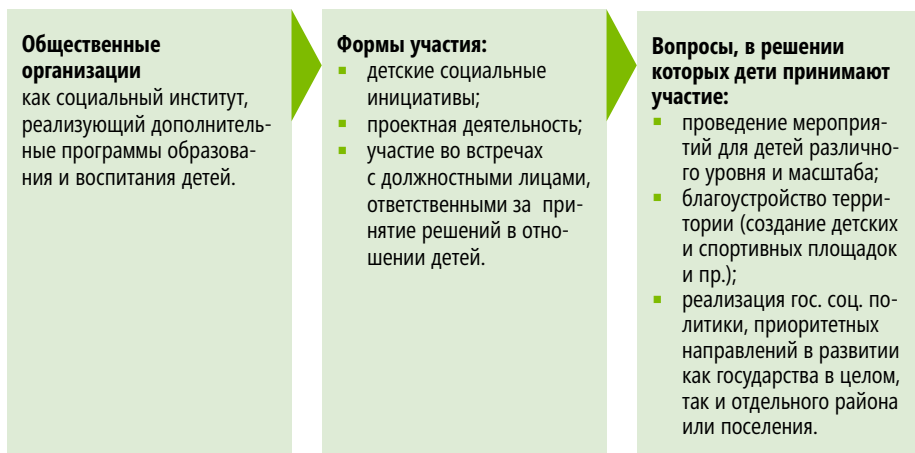 Общественные
организации
как социальный институт,
реализующий дополнитель-
ные программы образова-
ния и воспитания детей.
Формы участия:
▪ детские социальные
инициативы;
▪ проектная деятельность;
▪ участие во встречах
с должностными лицами,
ответственными за при-
нятие решений в отно-
шении детей.
Вопросы, в решении
которых дети принимают
участие:
▪ проведение мероприя-
тий для детей различно-
го уровня и масштаба;
▪ благоустройство терри-
тории (создание детских
и спортивных площадок
и пр.);
▪ реализация гос. соц. по-
литики, приоритетных
направлений в развитии
как государства в целом,
так и отдельного района
или поселения.